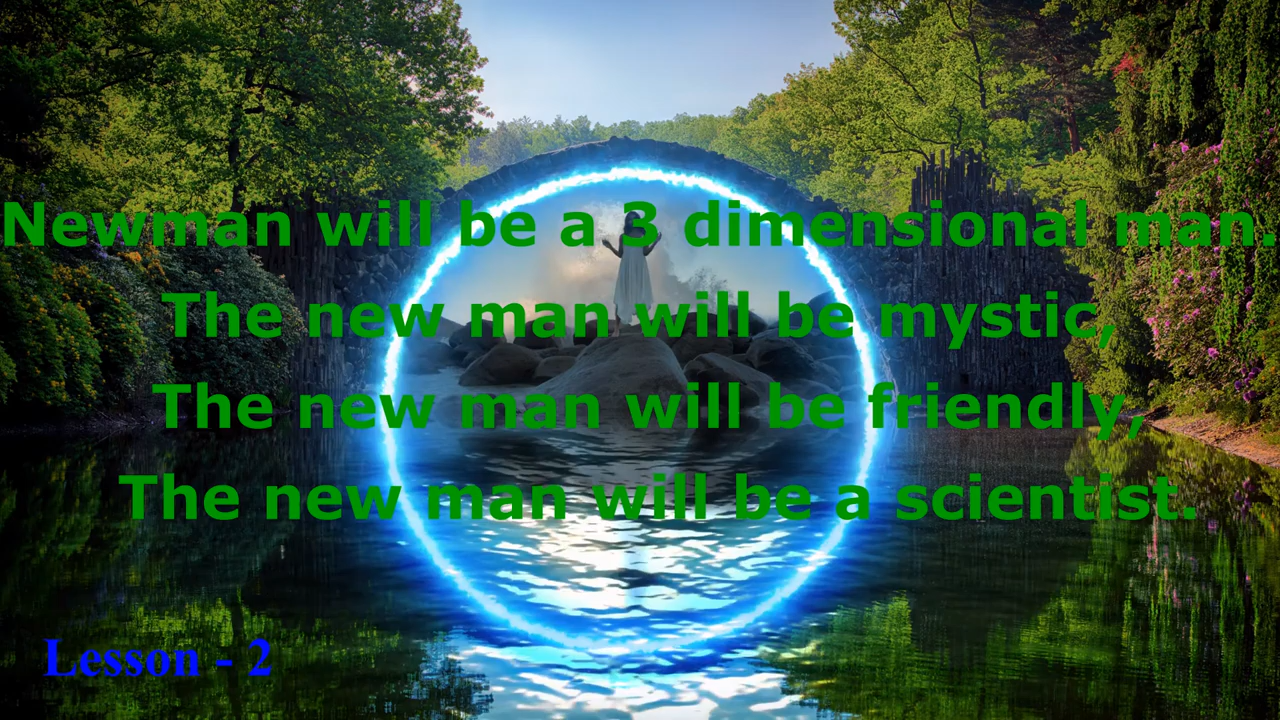 Newman will be a 3 dimensional man.
The new man will be mystic,
The new man will be friendly,
The new man will be a scientist.
Lesson - 2